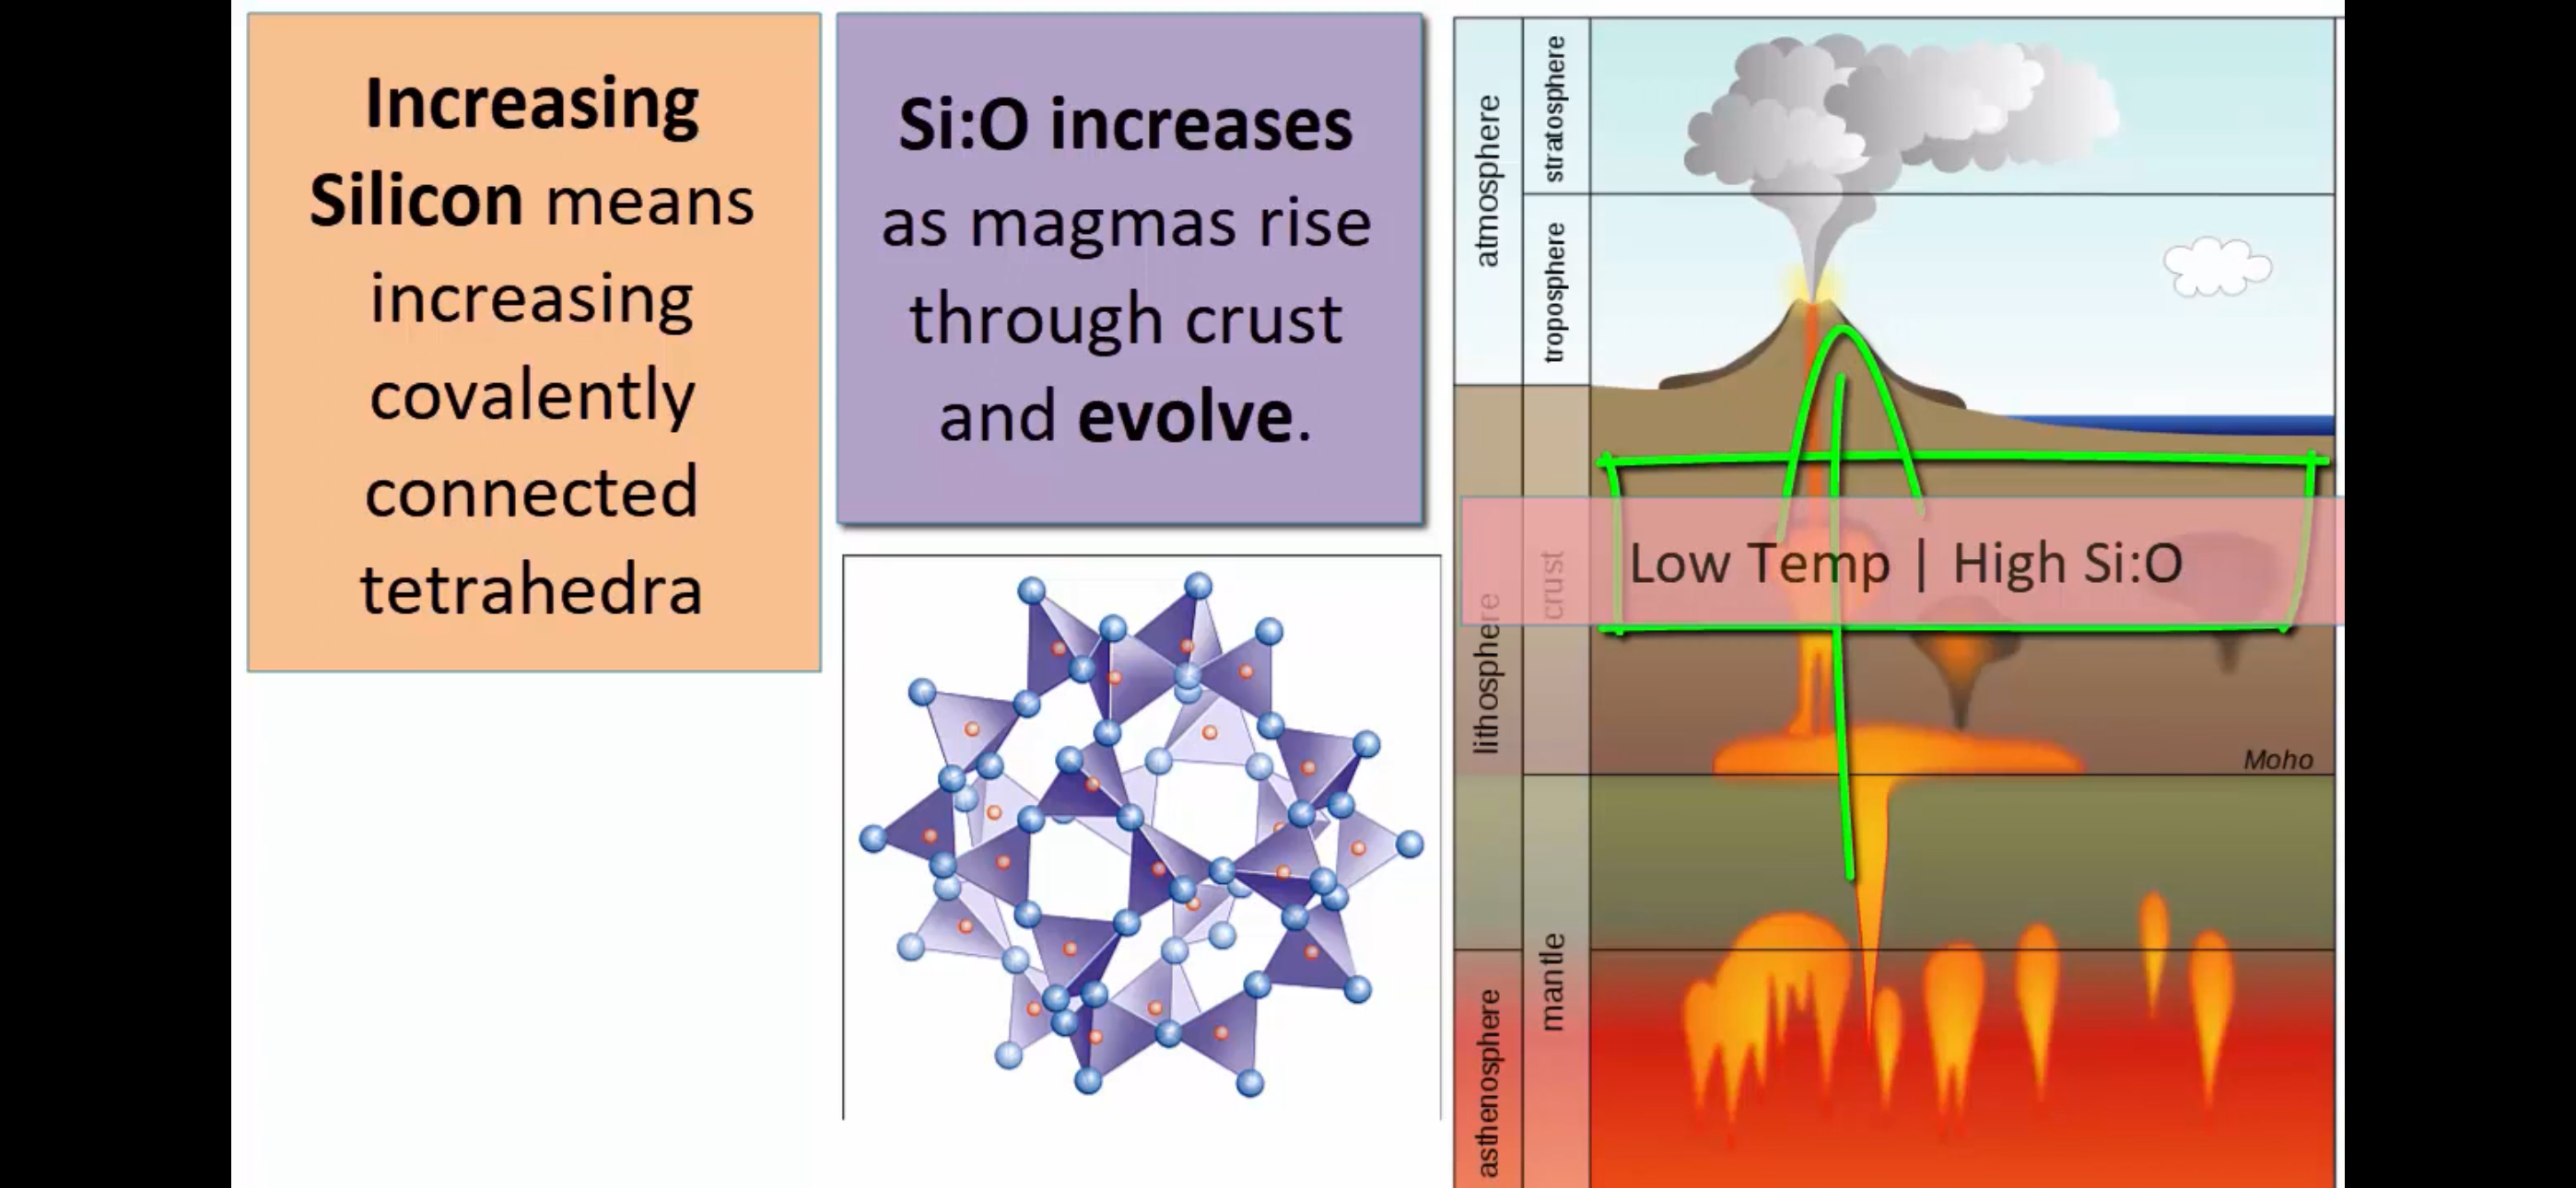 Increasing
Silicon means
increasing
covalently
connected
tetrahedra
Si:O increases
as magmas rise
through crust
and evolve.
atmosphere
stratosphere
troposphere
lithosphere
crust
Low Temp | High Si:O
Moho
mantle
asthenosphere